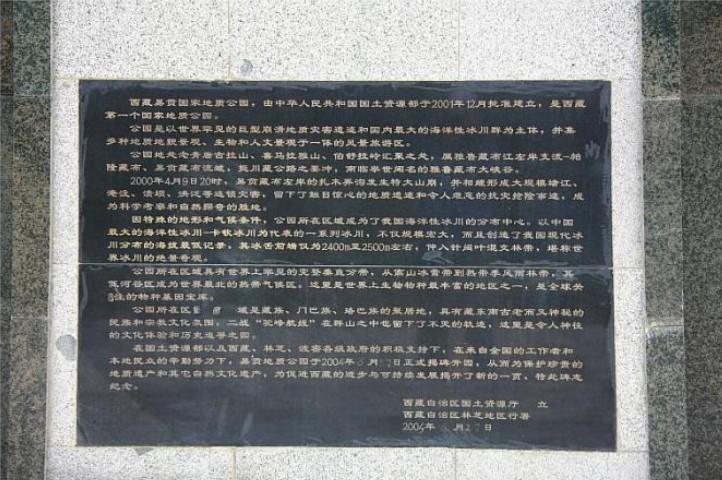 西藏易贡国家地质公园，由中华人民共和国国土资源部于2001年12月批准建立，是西藏
第一个国家地质公园。
公园是以世界罕见的巨型崩滑地质灾害遗迹和国内最大的海洋性冰川群为主体，并集
多种地质地貌景观、生物和人文景观于一体的风景旅游区。
公园地处念青唐古拉山、喜马拉雅山、伯舒拉岭汇聚之处，属雅鲁藏布江左岸支流—帕
隆藏布、易贡藏布流域，抚川藏公路之要冲，南临举世闻名的雅鲁藏布大峡谷。
2000年4月9日20时，易贡藏布左岸的扎木弄沟发生特大山崩，并相继形成大规模堵江、
淹没、溃坝、洪泛等连锁灾害，留下了触目惊心的地质遗迹和令人难忘的抗灾抢险事迹，成
为科学考察和自然探奇的胜地。
因特殊的地形和气候条件，公园所在区域成为了我国海洋性冰川的分布中心。以中国
最大的海洋性冰川—卡钦冰川为代表的一系列冰川，不仅规模宏大，而且创造了我国现代冰
川分布的海拔最低记录，其冰舌前端仅为2400m至2500m左右，伸入针阔叶混交林带，堪称世
界冰川的绝景奇观。
公园所在区域具有世界上罕见的完整垂直分带，从高山冰雪带到热带季风雨林带，其
低河谷区成为世界最北的热带气候区。这里是世界上生物物种最丰富的地区之一，是全球关
注的物种基因宝库。
公园所在区 域是藏族、门巴族、珞巴族的聚居地，具有藏东南古老而又神秘的
民族和宗教文化氛围，二战“驼峰航线”在群山之中也留下了不灭的轨迹，这里是令人神往
的文化体验和历史追寻之园。
在国土资源部以及西藏、林芝、波密各级政府的积极支持下，在来自全国的工作者和
本地民众的辛勤努力下，易贡地质公园于2004年 月 日正式揭碑开园，从而为保护珍贵的
地质遗产和其它自然文化遗产，为促进西藏的进步与可持续发展揭开了新的一页，特此碑志
纪念。
西藏自治区国土资源厅 立
西藏自治区林芝地区行署
2004年 月 日